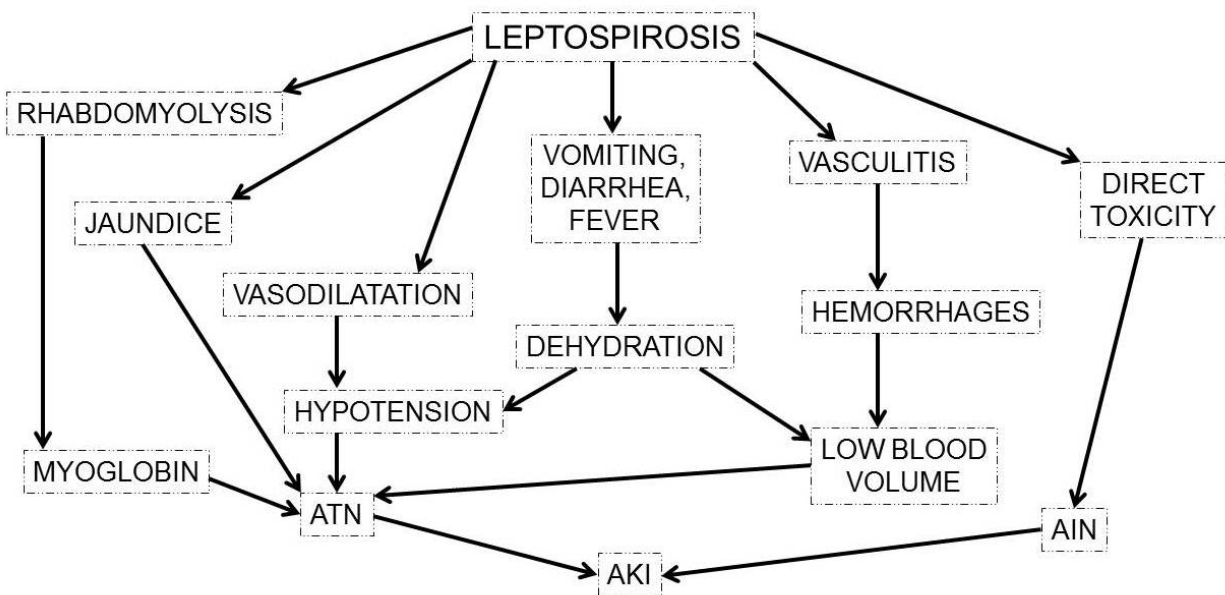 LEPTOSPIROSIS
RHABDOMYOLYSIS
VOMITING,
DIARRHEA,
FEVER
VASCULITIS
DIRECT
TOXICITY
JAUNDICE
VASODILATATION
HEMORRHAGES
DEHYDRATION
HYPOTENSION
MYOGLOBIN
LOW BLOOD
VOLUME
ATN
AIN
AKI